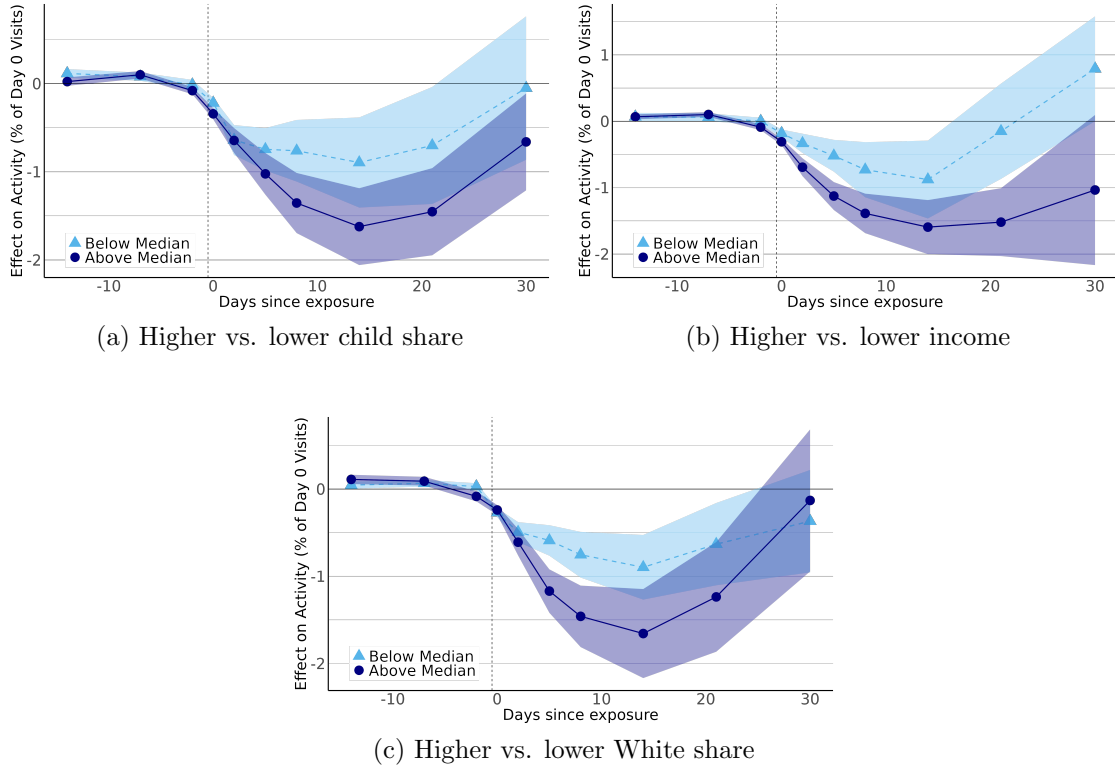 Effect on Activity (% of Day 0 Visits)
0
-1
-2
Below Median
Above Median
-10
0
10
20
30
Days since exposure
(a) Higher vs. lower child share
Effect on Activity (% of Day 0 Visits)
1
0
-1
-2
Below Median
Above Median
-10
0
10
20
30
Days since exposure
(b) Higher vs. lower income
Effect on Activity (% of Day 0 Visits)
0
-1
-2
Below Median
Above Median
-10
0
10
20
30
Days since exposure
(c) Higher vs. lower White share